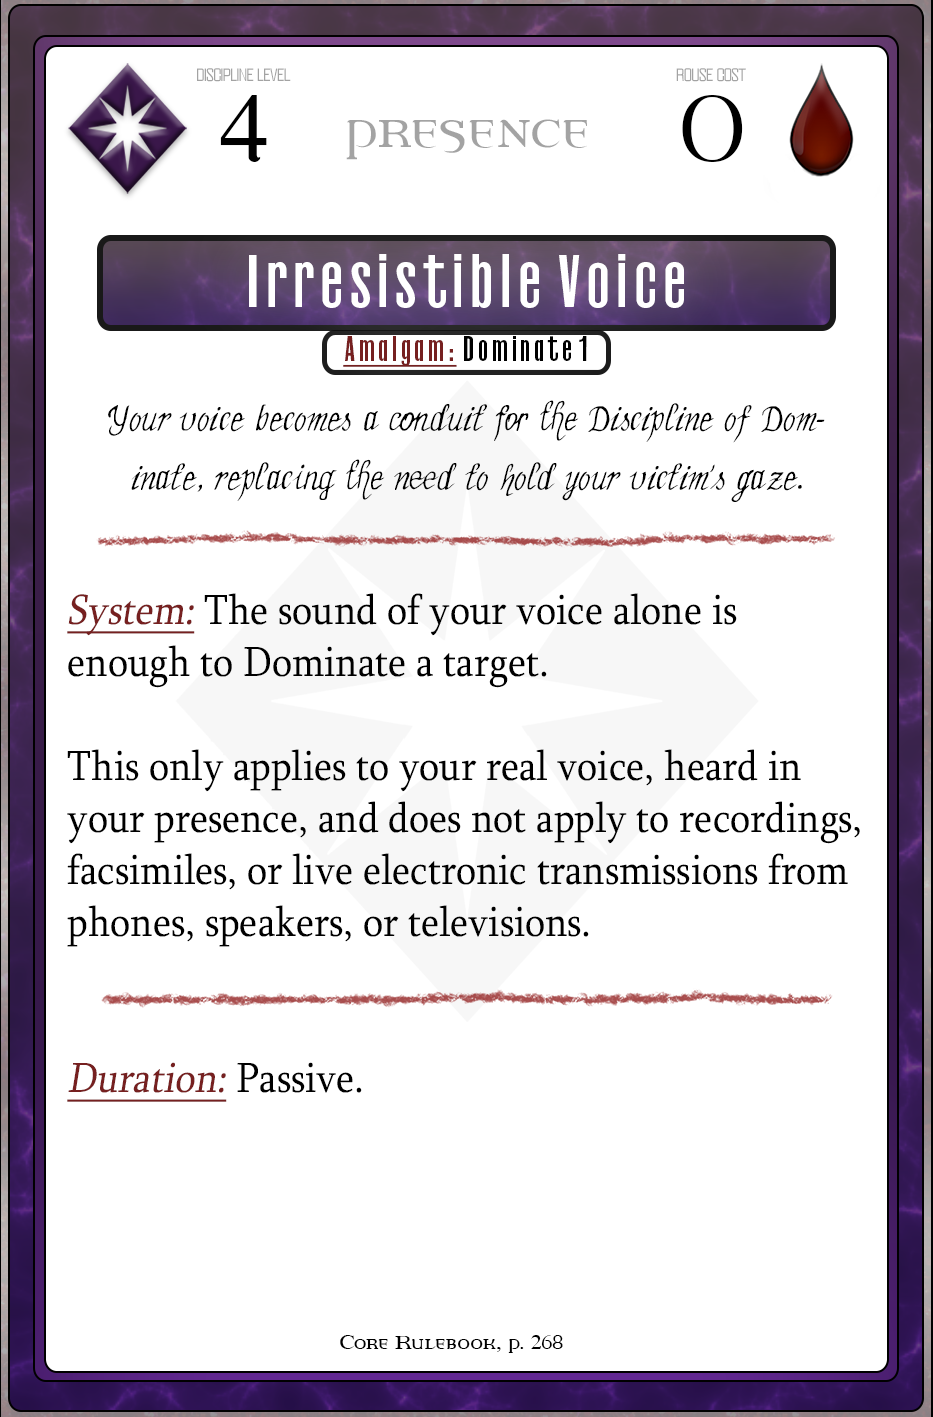 DISCIPLINE LEVEL
4
PRESENCE
ROUSE COST
0
Irresistible Voice
Amalgam: Dominate 1
Your voice becomes a conduit for the Discipline of Dom-
inate, replacing the need to hold your victim's gaze.
System: The sound of your voice alone is
enough to Dominate a target.
This only applies to your real voice, heard in
your presence, and does not apply to recordings,
facsimiles, or live electronic transmissions from
phones, speakers, or televisions.
Duration: Passive.
Core Rulebook, p. 268